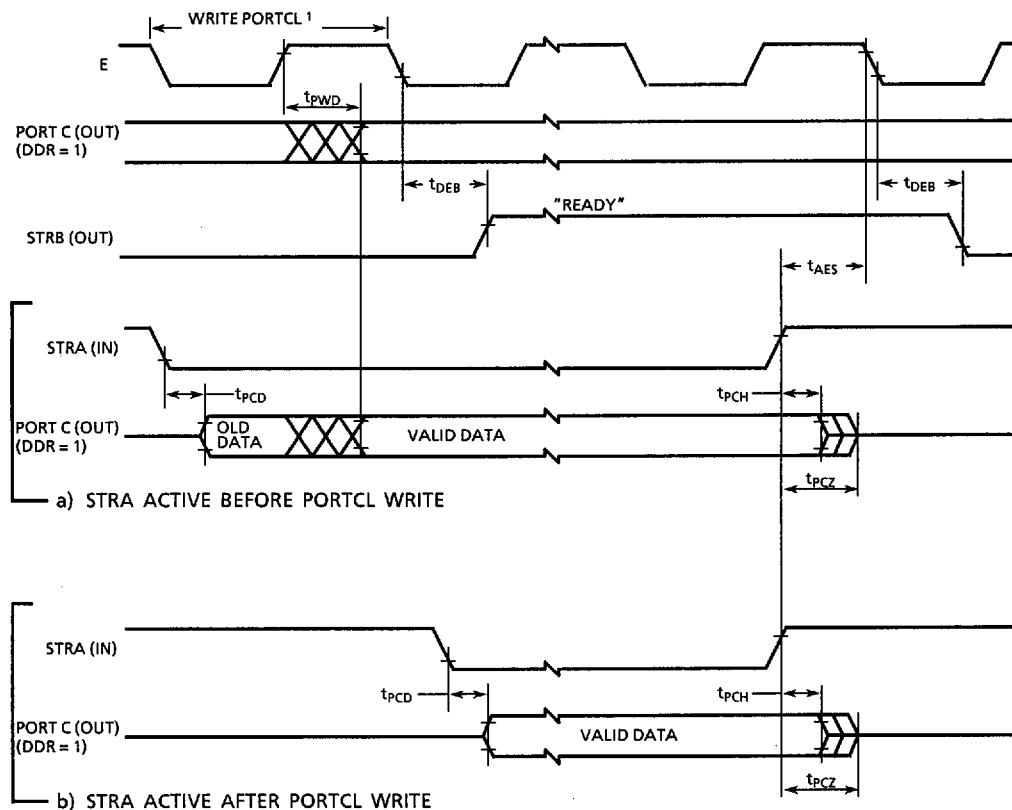 WRITE PORTCL 1
E
tPWD
PORT C (OUT)
(DDR = 1)
tDEB
tDEB
"READY"
STRB (OUT)
tAES
STRA (IN)
tPCD
tPCH
PORT C (OUT)
(DDR = 1)
OLD
DATA
VALID DATA
tPCZ
a) STRA ACTIVE BEFORE PORTCL WRITE
STRA (IN)
tPCD
tPCH
PORT C (OUT)
(DDR = 1)
VALID DATA
tPCZ
b) STRA ACTIVE AFTER PORTCL WRITE